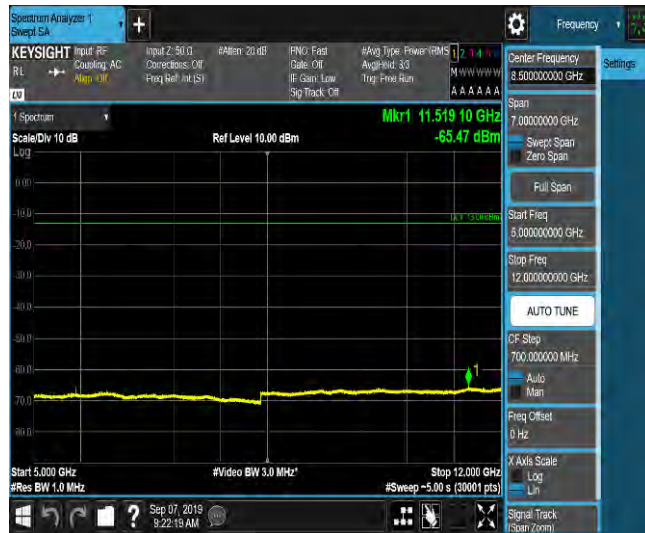 Spectrum Analyzer 1
Swept SA
+
Frequency
KEYSIGHT
Input: RF
Coupling: AC
Align: Off
Input Z: 50 Ω
Corrections: Off
Freq Ref: Int (S)
#Atten: 20 dB
PNO: Fast
Gate: Off
IF Gain: Low
Sig Track: Off
#Avg Type: Power (RMS
Avg|Hold: 3/3
Trig: Free Run
M W W W W W
A A A A A A
RL
LV
1 Spectrum
Scale/Div 10 dB
Log
Ref Level 10.00 dBm
Mkr1 11.519 10 GHz
-65.47 dBm
0.00
-10.0
-20.0
-30.0
-40.0
-50.0
-60.0
-70.0
-80.0
1
Start 5.000 GHz
#Res BW 1.0 MHz
#Video BW 3.0 MHz*
Stop 12.000 GHz
#Sweep ~5.00 s (30001 pts)
?
Sep 07, 2019
9:22:19 AM
Center Frequency
8.50000000 GHz
Settings
Span
7.00000000 GHz
Swept Span
Zero Span
Full Span
Start Freq
5.000000000 GHz
Stop Freq
12.000000000 GHz
AUTO TUNE
CF Step
700.000000 MHz
Auto
Man
Freq Offset
0 Hz
X Axis Scale
Log
Lin
Signal Track
(Span Zoom)